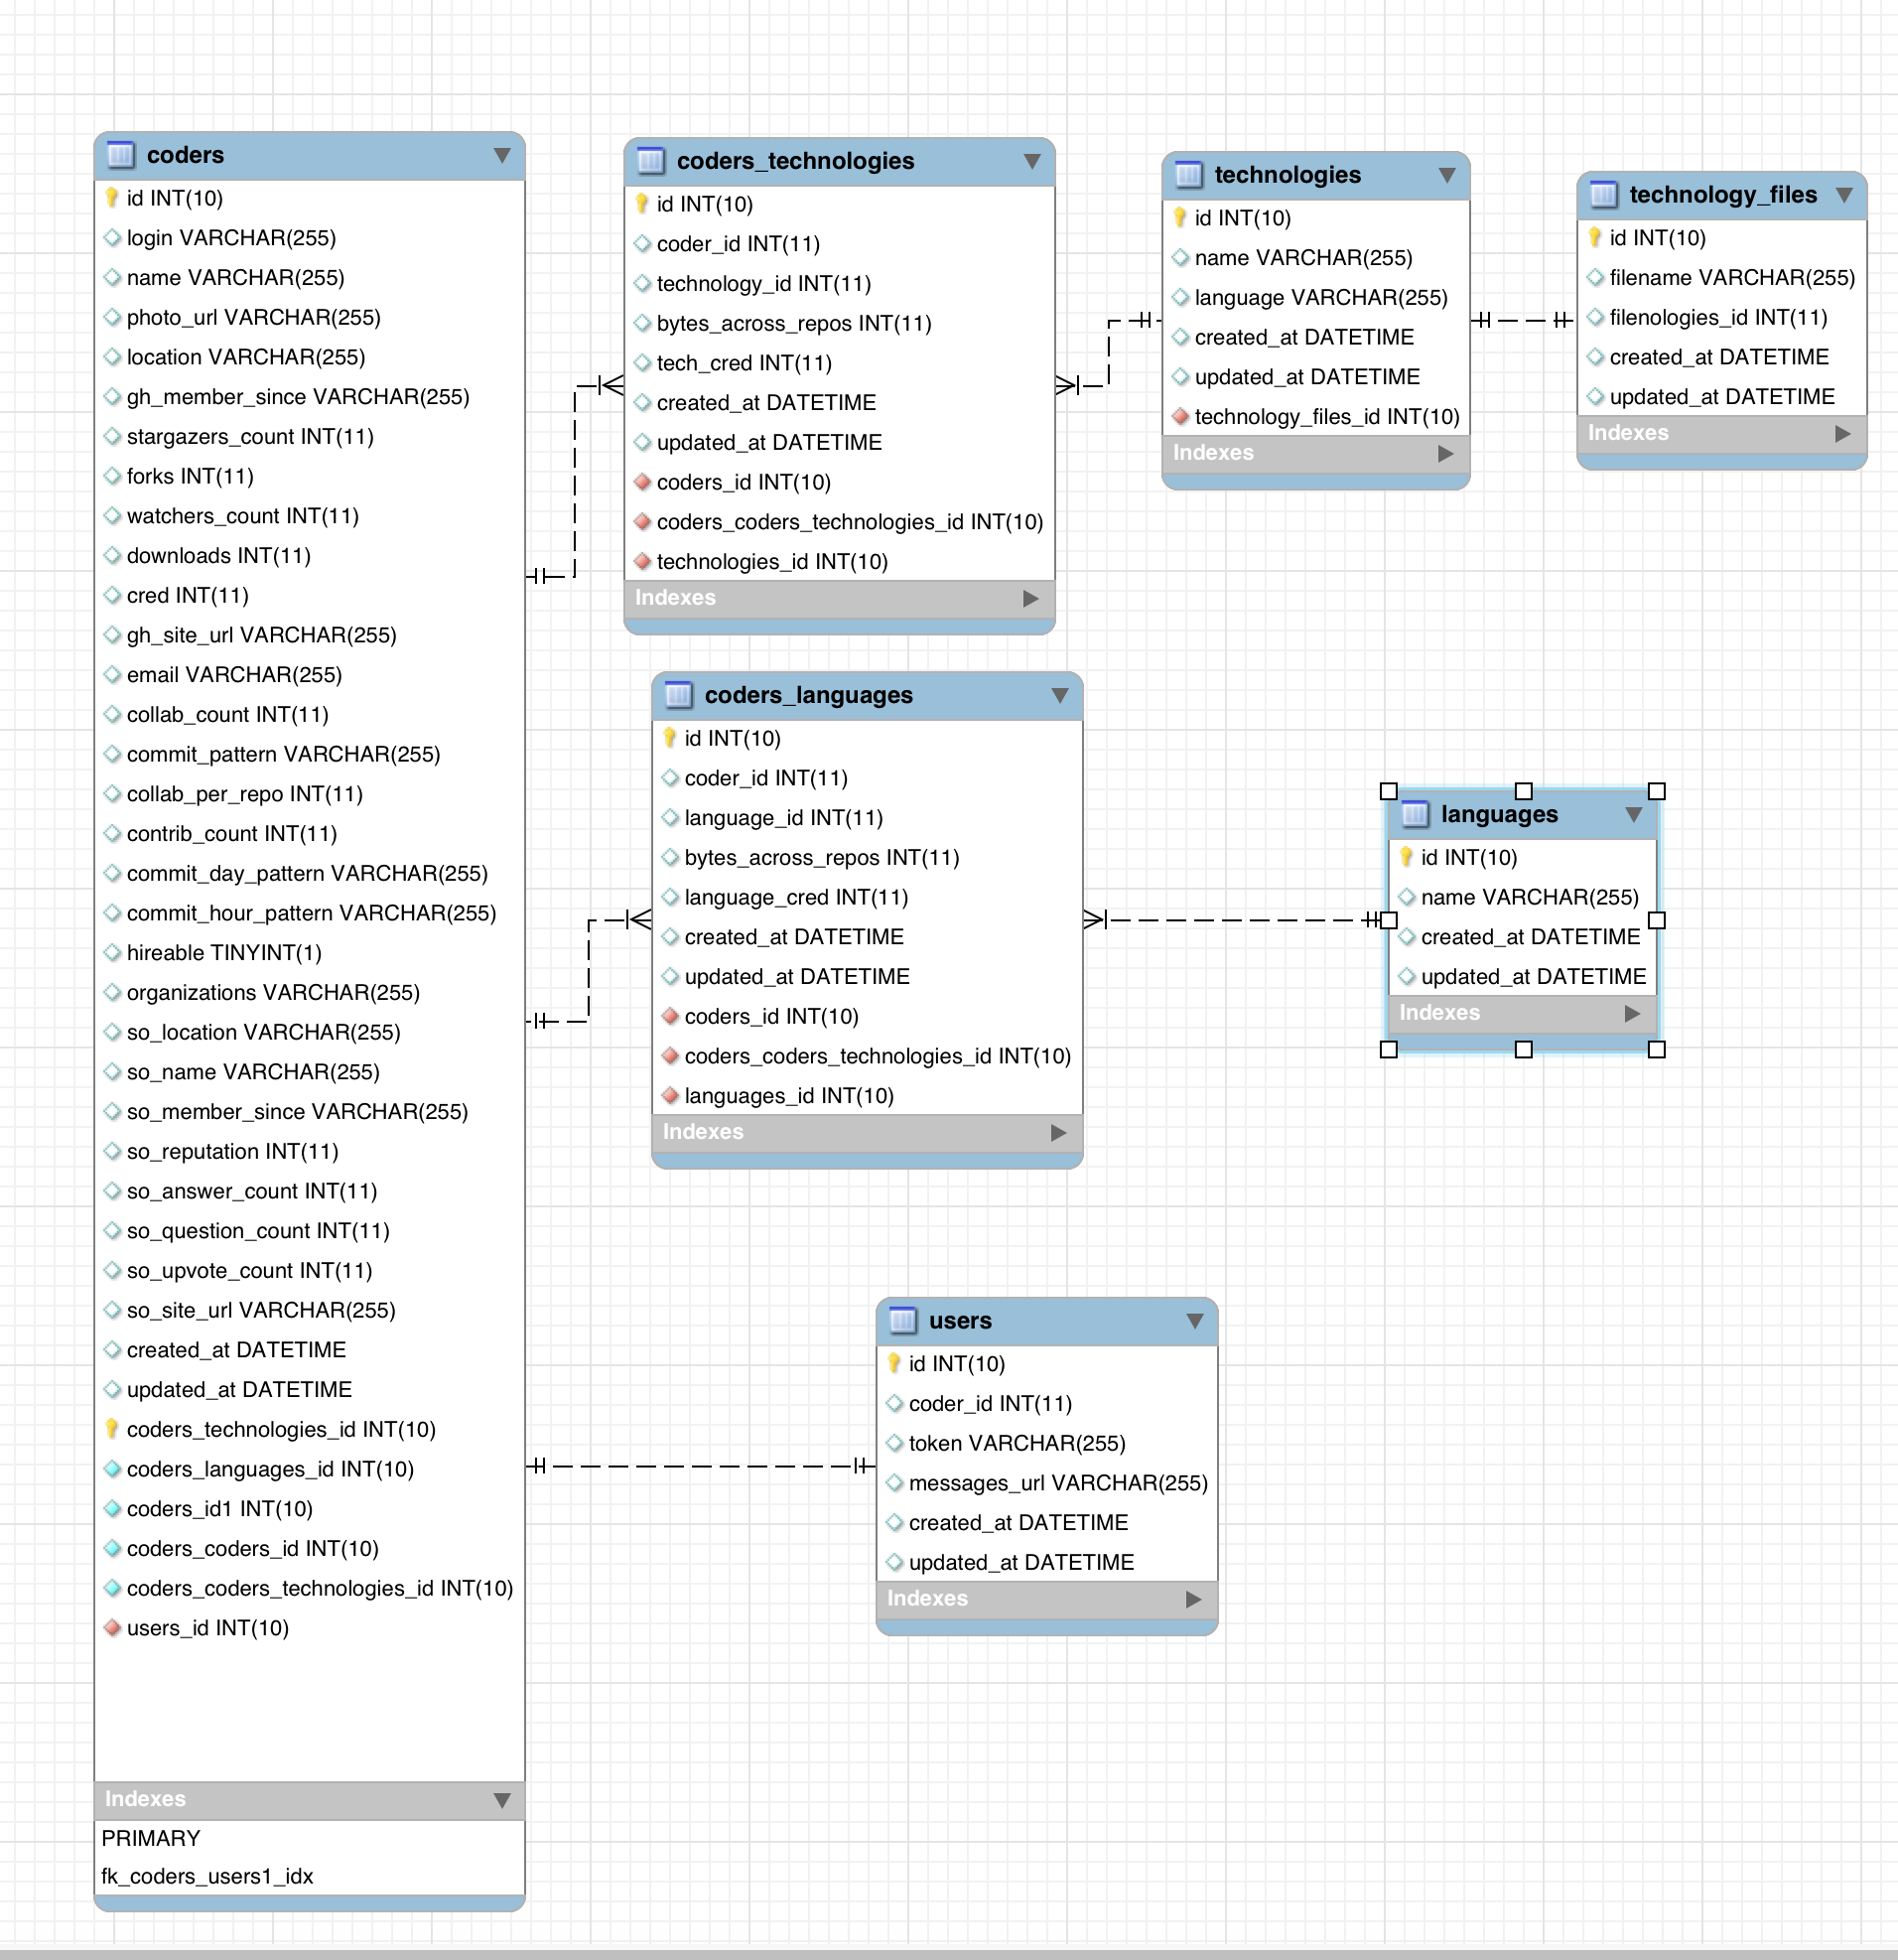 coders
id INT(10)
login VARCHAR(255)
name VARCHAR(255)
photo_url VARCHAR(255)
location VARCHAR(255)
gh_member_since VARCHAR(255)
stargazers_count INT(11)
forks INT(11)
watchers_count INT(11)
downloads INT(11)
cred INT(11)
gh_site_url VARCHAR(255)
email VARCHAR(255)
collab_count INT(11)
commit_pattern VARCHAR(255)
collab_per_repo INT(11)
contrib_count INT(11)
commit_day_pattern VARCHAR(255)
commit_hour_pattern VARCHAR(255)
hireable TINYINT(1)
organizations VARCHAR(255)
so_location VARCHAR(255)
so_name VARCHAR(255)
so_member_since VARCHAR(255)
so_reputation INT(11)
so_answer_count INT(11)
so_question_count INT(11)
so_upvote_count INT(11)
so_site_url VARCHAR(255)
created_at DATETIME
updated_at DATETIME
coders_technologies_id INT(10)
coders_languages_id INT(10)
coders_id1 INT(10)
coders_coders_id INT(10)
coders_coders_technologies_id INT(10)
users_id INT(10)
Indexes
PRIMARY
fk_coders_users1_idx
coders_technologies
id INT(10)
coder_id INT(11)
technology_id INT(11)
bytes_across_repos INT(11)
tech_cred INT(11)
created_at DATETIME
updated_at DATETIME
coders_id INT(10)
coders_coders_technologies_id INT(10)
technologies_id INT(10)
Indexes
technologies
id INT(10)
name VARCHAR(255)
language VARCHAR(255)
created_at DATETIME
updated_at DATETIME
technology_files_id INT(10)
Indexes
technology_files
id INT(10)
filename VARCHAR(255)
filenologies_id INT(11)
created_at DATETIME
updated_at DATETIME
Indexes
coders_languages
id INT(10)
coder_id INT(11)
language_id INT(11)
bytes_across_repos INT(11)
language_cred INT(11)
created_at DATETIME
updated_at DATETIME
coders_id INT(10)
coders_coders_technologies_id INT(10)
languages_id INT(10)
Indexes
languages
id INT(10)
name VARCHAR(255)
created_at DATETIME
updated_at DATETIME
Indexes
users
id INT(10)
coder_id INT(11)
token VARCHAR(255)
messages_url VARCHAR(255)
created_at DATETIME
updated_at DATETIME
Indexes